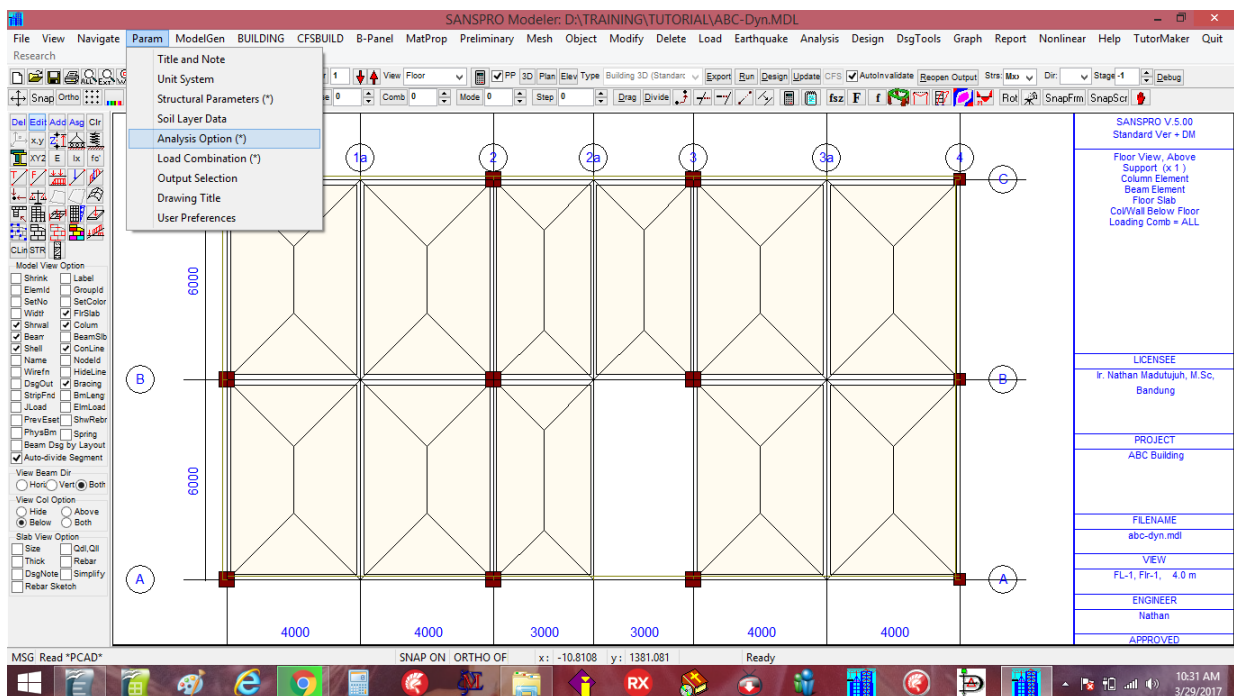 SANSPRO Modeler: D:\TRAINING\TUTORIAL\ABC-Dyn.MDL
File View Navigate Param ModelGen BUILDING CFSBUILD B-Panel MatProp Preliminary Mesh Object Modify Delete Load Earthquake Analysis Design DsgTools Graph Report Nonlinear Help TutorMaker Quit
Research
Title and Note
Unit System
Structural Parameters (*)
Soil Layer Data
Analysis Option (*)
Load Combination (*)
Output Selection
Drawing Title
User Preferences
1 View Floor PP 3D Plan Elev Type Building 3D (Standarc Export Run Design Update CFS AutoInvalidate Reopen Output Strs: Mxx Dir: Stage -1 Debug
Snap Ortho 0 Comb 0 Mode 0 Step 0 Drag Divide fsz F f Rot SnapFrm SnapScr
Del Edit Add Asg Clr
x,y
XY2 E Ix fc'
CLin STR
Model View Option
Shrink Label
ElemId GroupId
SetNo SetColor
Width FlrSlab
Shrwal Colum
Beam BeamSlb
Shell ConLine
Name NodeId
Wirefn HideLine
DsgOut Bracing
StripFnd BmLeng
JLoad ElmLoad
PrevEset ShwRebr
PhysBm Spring
Beam Dsg by Layout
Auto-divide Segment
View Beam Dir
Hori Vert Both
View Col Option
Hide Above
Below Both
Slab View Option
Size Qdl,Qll
Thick Rebar
DsgNote Simplify
Rebar Sketch
1a 2 2a 3 3a 4
C
6000
B B
6000
A A
4000 4000 3000 3000 4000 4000
SANSPRO V.5.00
Standard Ver + DM
Floor View, Above
Support (x 1 )
Column Element
Beam Element
Floor Slab
Col/Wall Below Floor
Loading Comb = ALL
LICENSEE
Ir. Nathan Madutujuh, M.Sc,
Bandung
PROJECT
ABC Building
FILENAME
abc-dyn.mdl
VIEW
FL-1, Flr-1, 4.0 m
ENGINEER
Nathan
APPROVED
MSG Read *PCAD* SNAP ON ORTHO OF x: -10.8108 y: 1381.081 Ready
RX
10:31 AM
3/29/2017